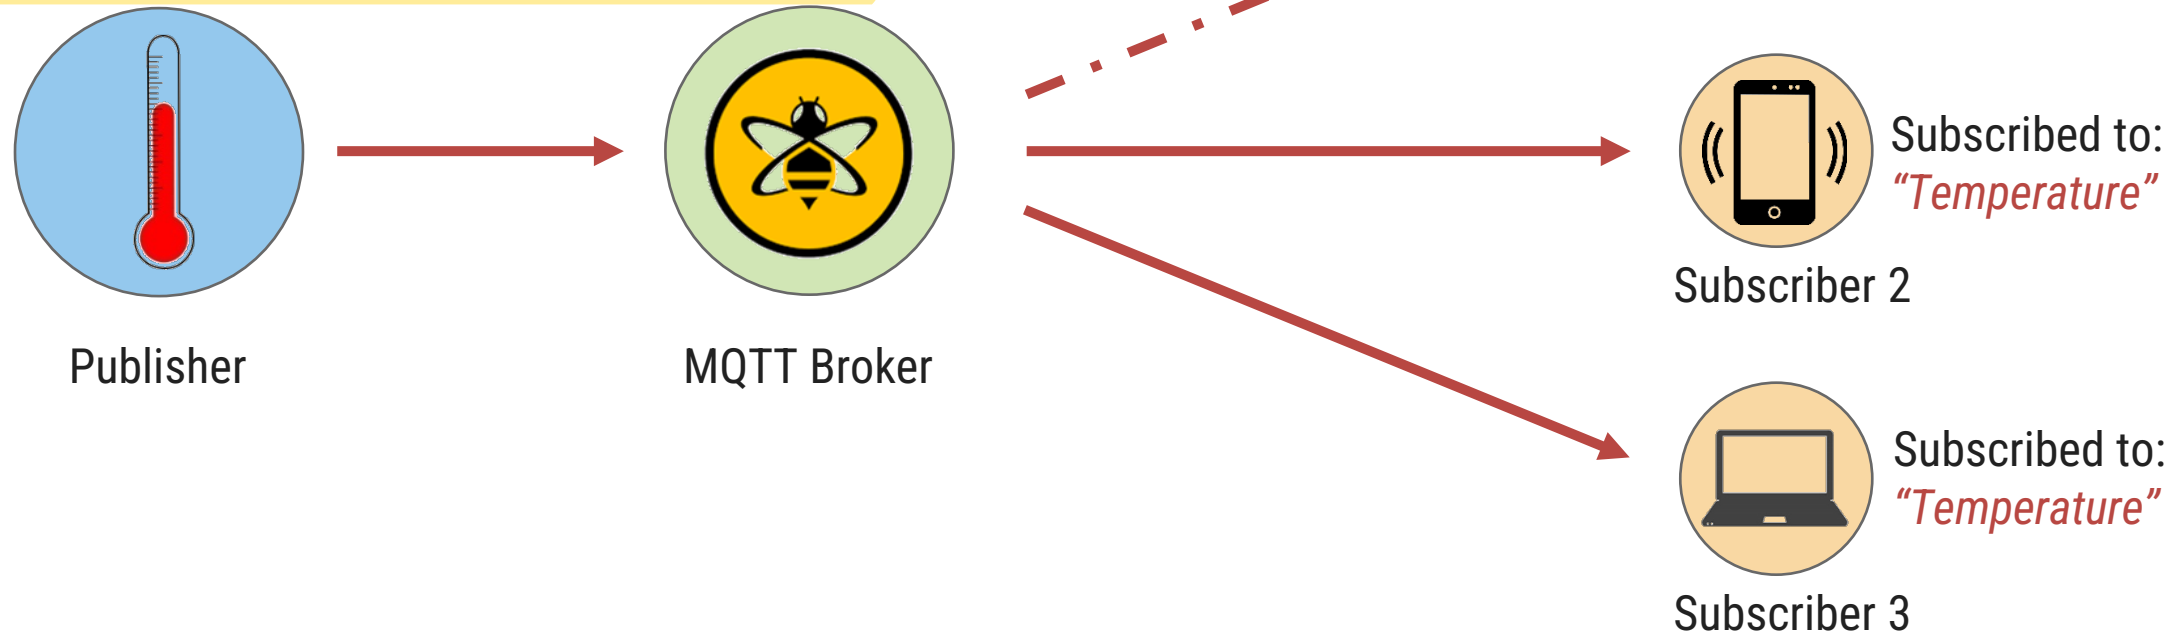 Subscribed to:
“Temperature”
Subscriber 2
Publisher
MQTT Broker
Subscribed to:
“Temperature”
Subscriber 3